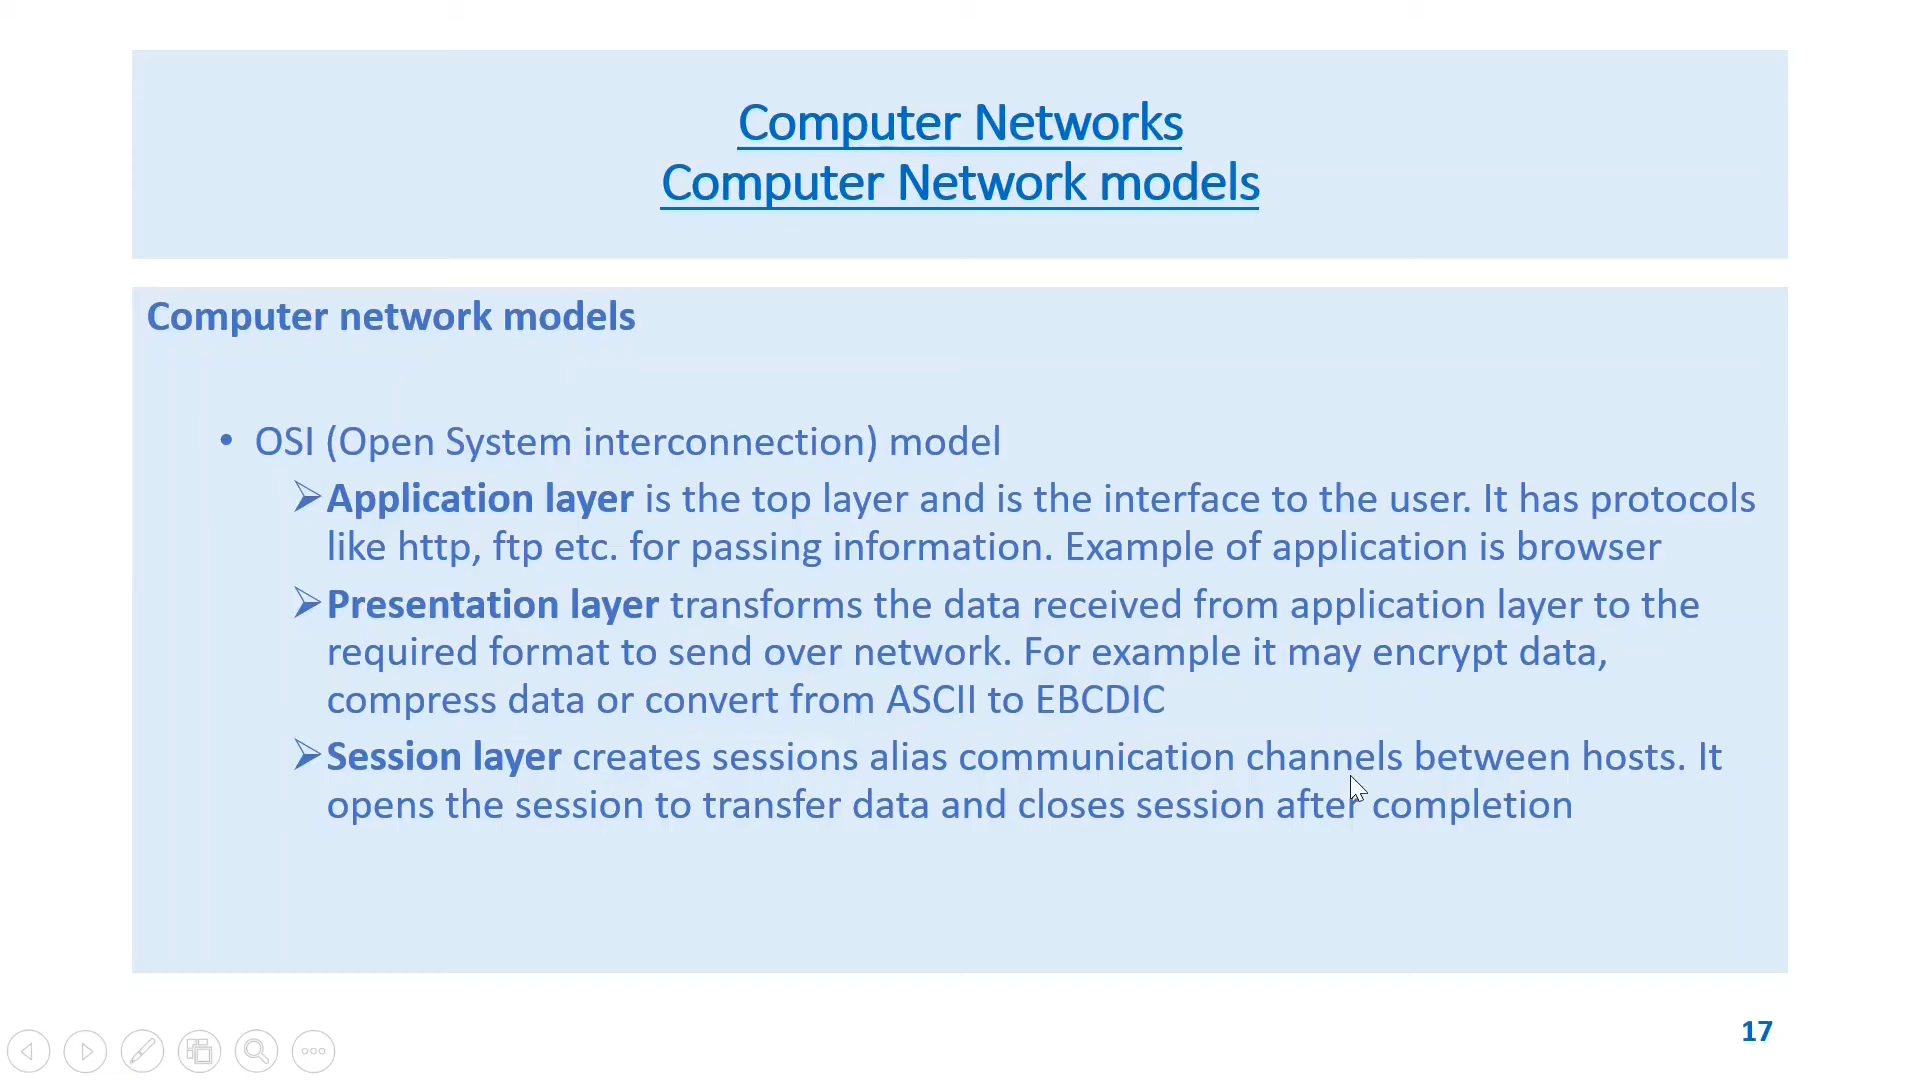 Computer Networks
Computer Network models
Computer network models
• OSI (Open System interconnection) model
➢Application layer is the top layer and is the interface to the user. It has protocols
like http, ftp etc. for passing information. Example of application is browser
➢Presentation layer transforms the data received from application layer to the
required format to send over network. For example it may encrypt data,
compress data or convert from ASCII to EBCDIC
➢Session layer creates sessions alias communication channels between hosts. It
opens the session to transfer data and closes session after completion
17